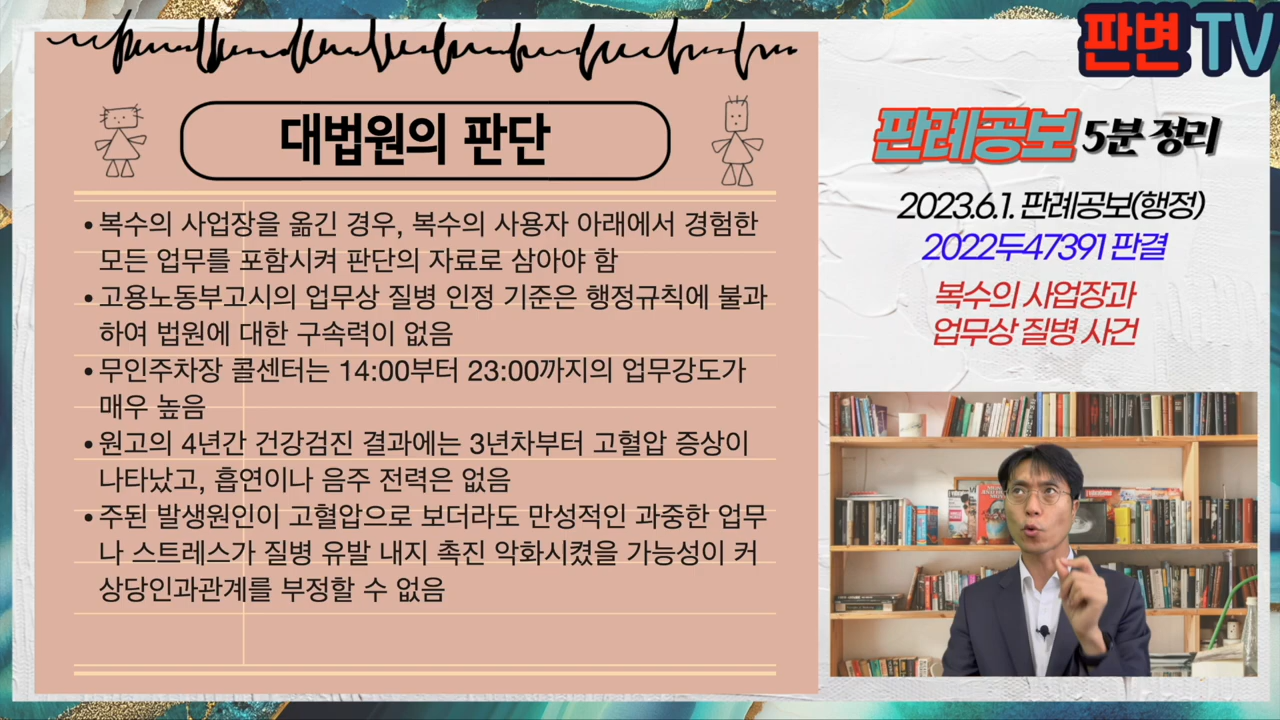 판변 TV
대법원의 판단
• 복수의 사업장을 옮긴 경우, 복수의 사용자 아래에서 경험한
모든 업무를 포함시켜 판단의 자료로 삼아야 함
• 고용노동부고시의 업무상 질병 인정 기준은 행정규칙에 불과
하여 법원에 대한 구속력이 없음
• 무인주차장 콜센터는 14:00부터 23:00까지의 업무강도가
매우 높음
• 원고의 4년간 건강검진 결과에는 3년차부터 고혈압 증상이
나타났고, 흡연이나 음주 전력은 없음
• 주된 발생원인이 고혈압으로 보더라도 만성적인 과중한 업무
나 스트레스가 질병 유발 내지 촉진 악화시켰을 가능성이 커
상당인과관계를 부정할 수 없음
판례공보 5분 정리
2023.6.1. 판례공보(행정)
2022두47391 판결
복수의 사업장과
업무상 질병 사건